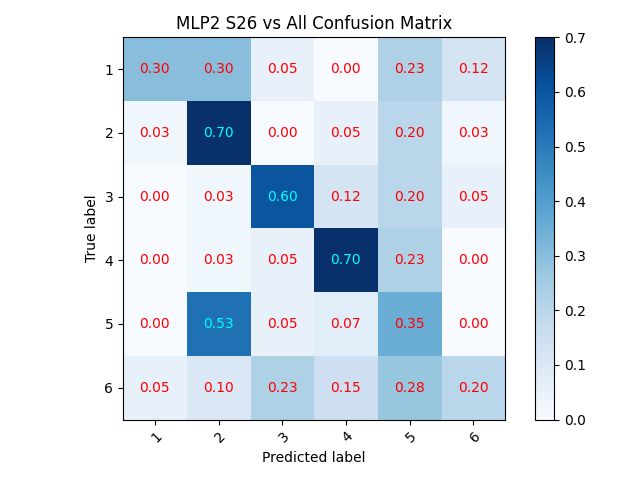 MLP2 S26 vs All Confusion Matrix
1 0.30 0.30 0.05 0.00 0.23 0.12
2 0.03 0.70 0.00 0.05 0.20 0.03
3 0.00 0.03 0.60 0.12 0.20 0.05
4 0.00 0.03 0.05 0.70 0.23 0.00
5 0.00 0.53 0.05 0.07 0.35 0.00
6 0.05 0.10 0.23 0.15 0.28 0.20
1 2 3 4 5 6
True label
Predicted label
0.7
0.6
0.5
0.4
0.3
0.2
0.1
0.0